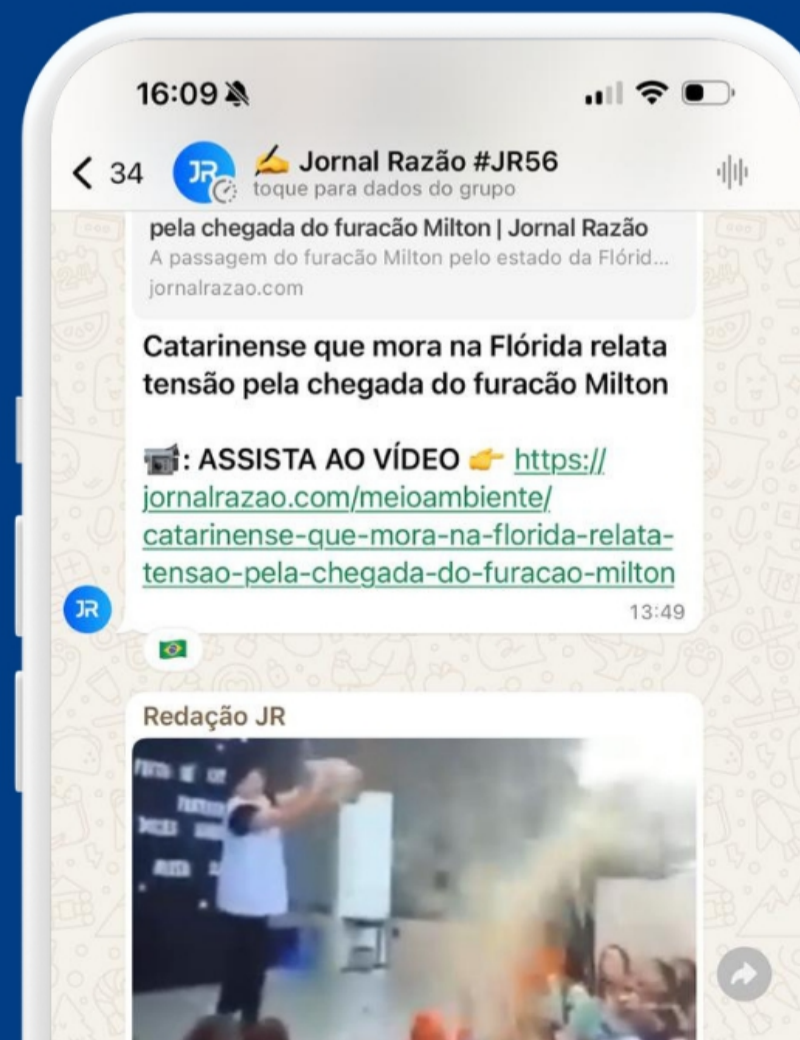 16:09
34
JR
Jornal Razão #JR56
toque para dados do grupo
pela chegada do furacão Milton | Jornal Razão
A passagem do furacão Milton pelo estado da Flórid...
jornalrazao.com
Catarinense que mora na Flórida relata
tensão pela chegada do furacão Milton
: ASSISTA AO VÍDEO https://
jornalrazao.com/meioambiente/
catarinense-que-mora-na-florida-relata-
tensao-pela-chegada-do-furacao-milton
13:49
JR
Redação JR